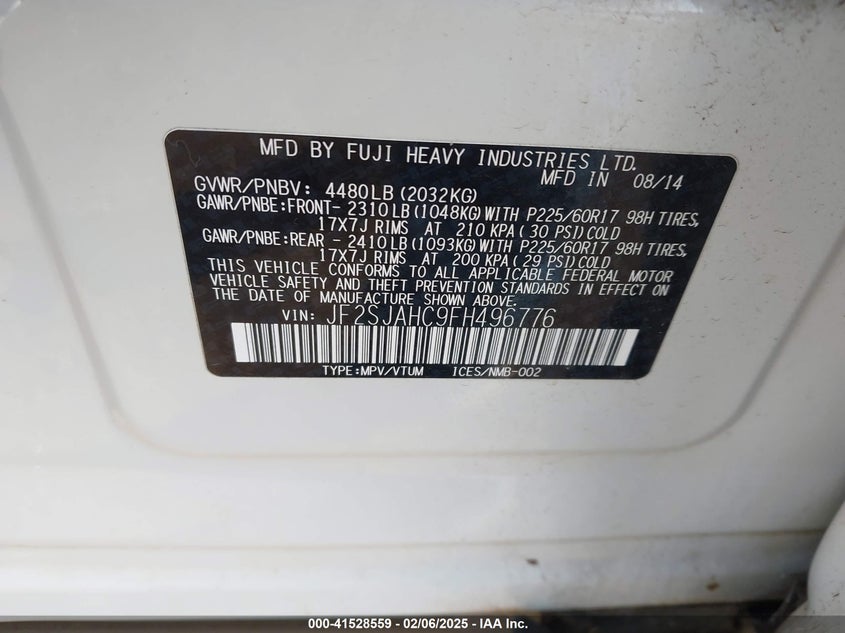 MFD BY FUJI HEAVY INDUSTRIES LTD.
MFD IN 08/14
GVWR/PNBV: 4480LB(2032KG)
GAWR/PNBE:FRONT-2310LB(1048KG)WITH P225/60R17 98H TIRES,
17X7J RIMS AT 210 KPA(30 PSI)COLD
GAWR/PNBE:REAR -2410LB(1093KG)WITH P225/60R17 98H TIRES,
17X7J RIMS AT 200 KPA(29 PSI)COLD
THIS VEHICLE CONFORMS TO ALL APPLICABLE FEDERAL MOTOR
VEHICLE SAFETY AND THEFT PREVENTION STANDARDS IN EFFECT ON
THE DATE OF MANUFACTURE SHOWN ABOVE.
VIN: JF2SJAHC9FH496776
TYPE:MPV/VTUM ICES/NMB-002
000-41528559 - 02/06/2025 - IAA Inc.